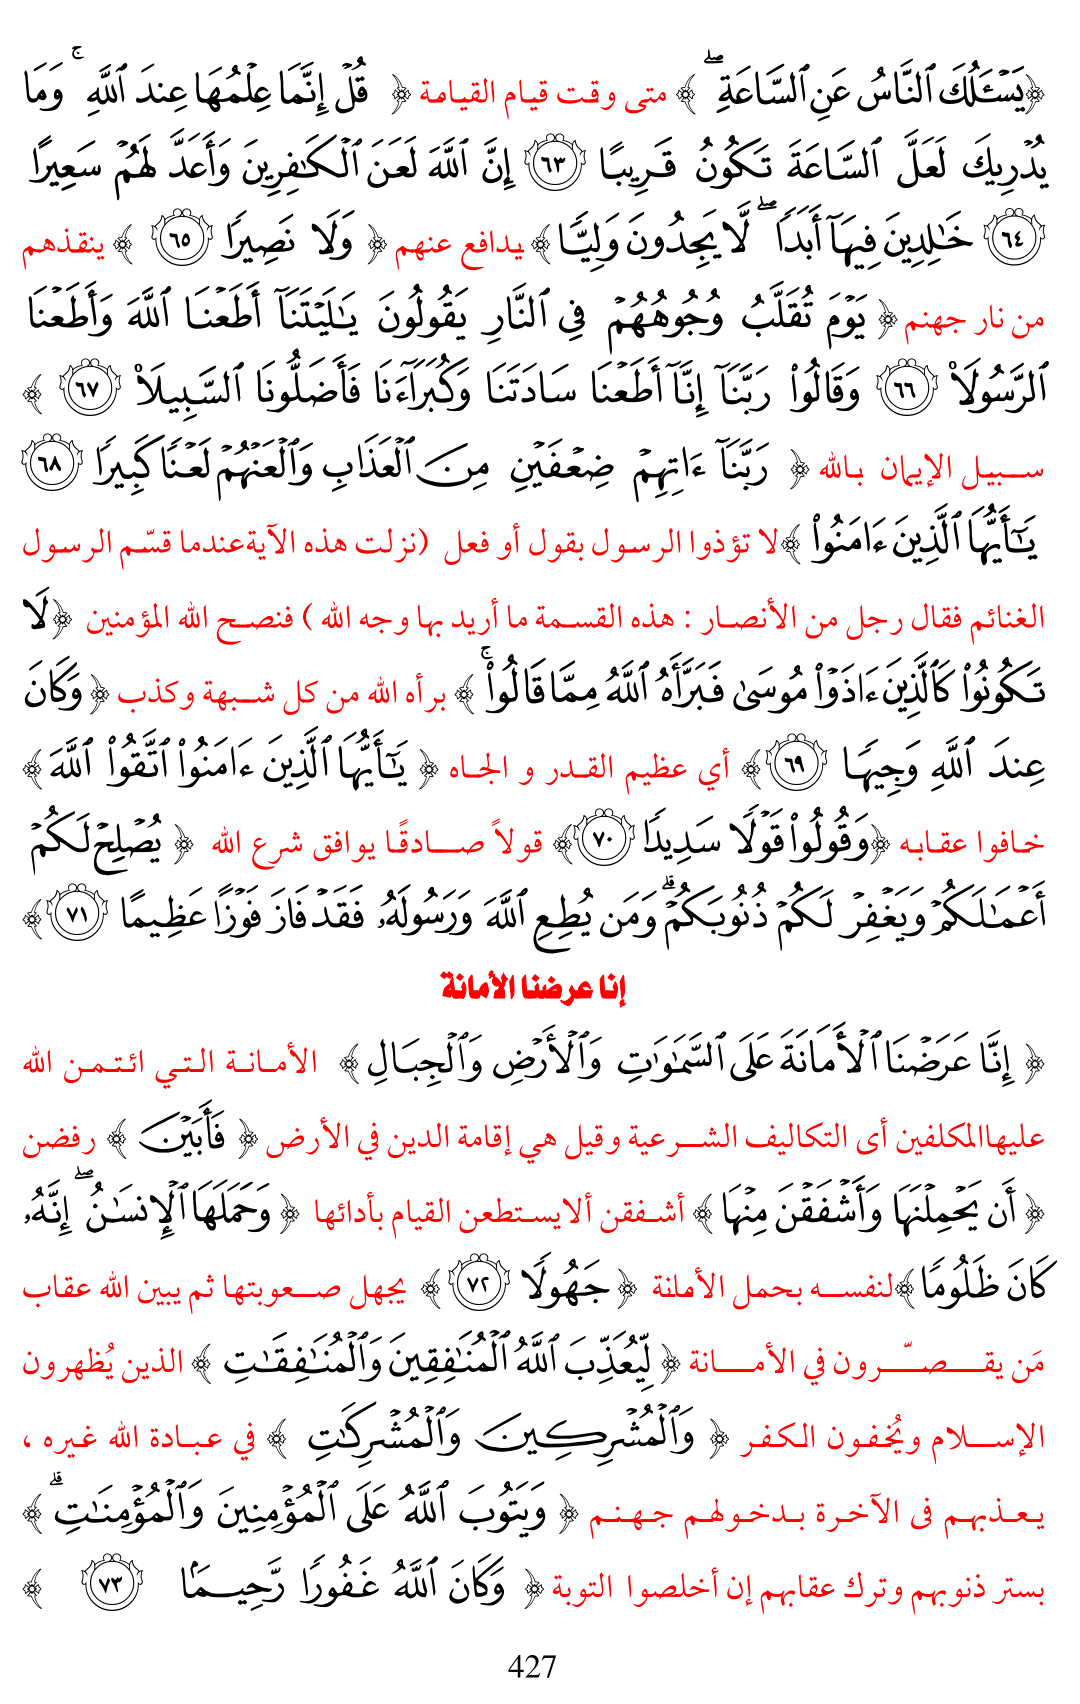 ﴿يَسْـَٔلُكَ ٱلنَّاسُ عَنِ ٱلسَّاعَةِ ۖ ﴾ متى وقت قيام القيامة ﴿ قُلْ إِنَّمَا عِلْمُهَا عِندَ ٱللَّهِ ۚ وَمَا
يُدْرِيكَ لَعَلَّ ٱلسَّاعَةَ تَكُونُ قَرِيبًا ٦٣ إِنَّ ٱللَّهَ لَعَنَ ٱلْكَٰفِرِينَ وَأَعَدَّ لَهُمْ سَعِيرًا
٦٤ خَٰلِدِينَ فِيهَآ أَبَدًا ۖ لَّا يَجِدُونَ وَلِيًّا﴾ يدافع عنهم ﴿ وَلَا نَصِيرًا ٦٥ ﴾ ينقذهم
من نار جهنم ﴿ يَوْمَ تُقَلَّبُ وُجُوهُهُمْ فِي ٱلنَّارِ يَقُولُونَ يَٰلَيْتَنَآ أَطَعْنَا ٱللَّهَ وَأَطَعْنَا
ٱلرَّسُولَا۠ ٦٦ وَقَالُوا۟ رَبَّنَآ إِنَّآ أَطَعْنَا سَادَتَنَا وَكُبَرَآءَنَا فَأَضَلُّونَا ٱلسَّبِيلَا۠ ٦٧ ﴾
سبيل الإيمان بالله ﴿ رَبَّنَآ ءَاتِهِمْ ضِعْفَيْنِ مِنَ ٱلْعَذَابِ وَٱلْعَنْهُمْ لَعْنًا كَبِيرًا ٦٨
يَٰٓأَيُّهَا ٱلَّذِينَ ءَامَنُوا۟ ﴾لا تؤذوا الرسول بقول أو فعل (نزلت هذه الآيةعندما قسّم الرسول
الغنائم فقال رجل من الأنصار : هذه القسمة ما أريد بها وجه الله ) فنصح الله المؤمنين ﴿لَا
تَكُونُوا۟ كَٱلَّذِينَ ءَاذَوْا۟ مُوسَىٰ فَبَرَّأَهُ ٱللَّهُ مِمَّا قَالُوا۟ ۚ ﴾ برأه الله من كل شبهة وكذب ﴿ وَكَانَ
عِندَ ٱللَّهِ وَجِيهًا ٦٩ ﴾ أي عظيم القدر و الجاه ﴿ يَٰٓأَيُّهَا ٱلَّذِينَ ءَامَنُوا۟ ٱتَّقُوا۟ ٱللَّهَ ﴾
خافوا عقابه ﴿وَقُولُوا۟ قَوْلًا سَدِيدًا ٧٠﴾ قولاً صادقًا يوافق شرع الله ﴿ يُصْلِحْ لَكُمْ
أَعْمَٰلَكُمْ وَيَغْفِرْ لَكُمْ ذُنُوبَكُمْ ۗ وَمَن يُطِعِ ٱللَّهَ وَرَسُولَهُۥ فَقَدْ فَازَ فَوْزًا عَظِيمًا ٧١﴾
إنا عرضنا الأمانة
﴿ إِنَّا عَرَضْنَا ٱلْأَمَانَةَ عَلَى ٱلسَّمَٰوَٰتِ وَٱلْأَرْضِ وَٱلْجِبَالِ ﴾ الأمانة التي ائتمن الله
عليهاالمكلفين أى التكاليف الشرعية وقيل هي إقامة الدين في الأرض ﴿ فَأَبَيْنَ ﴾ رفضن
﴿ أَن يَحْمِلْنَهَا وَأَشْفَقْنَ مِنْهَا ﴾ أشفقن ألايستطعن القيام بأدائها ﴿ وَحَمَلَهَا ٱلْإِنسَٰنُ ۖ إِنَّهُۥ
كَانَ ظَلُومًا ﴾لنفسه بحمل الأمانة ﴿ جَهُولًا ٧٢ ﴾ يجهل صعوبتها ثم يبين الله عقاب
مَن يقصّرون في الأمانة ﴿ لِّيُعَذِّبَ ٱللَّهُ ٱلْمُنَٰفِقِينَ وَٱلْمُنَٰفِقَٰتِ ﴾ الذين يُظهرون
الإسلام ويُخفون الكفر ﴿ وَٱلْمُشْرِكِينَ وَٱلْمُشْرِكَٰتِ ﴾ في عبادة الله غيره ،
يعذبهم فى الآخرة بدخولهم جهنم ﴿ وَيَتُوبَ ٱللَّهُ عَلَى ٱلْمُؤْمِنِينَ وَٱلْمُؤْمِنَٰتِ ۗ ﴾
بستر ذنوبهم وترك عقابهم إن أخلصوا التوبة ﴿ وَكَانَ ٱللَّهُ غَفُورًا رَّحِيمًۢا ٧٣ ﴾
427